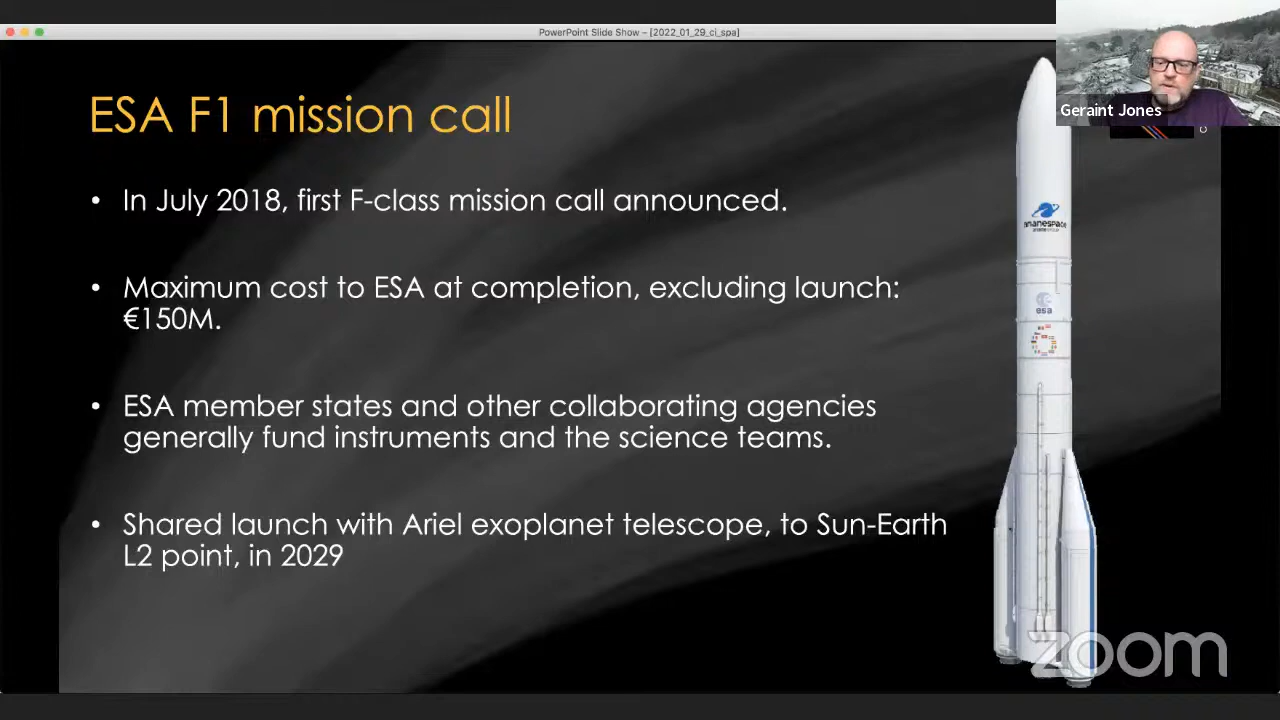 PowerPoint Slide Show – [2022_01_29_ci_spa]
Geraint Jones
ESA F1 mission call
• In July 2018, first F-class mission call announced.
• Maximum cost to ESA at completion, excluding launch:
€150M.
• ESA member states and other collaborating agencies
generally fund instruments and the science teams.
• Shared launch with Ariel exoplanet telescope, to Sun-Earth
L2 point, in 2029
arianespace
esa
zoom